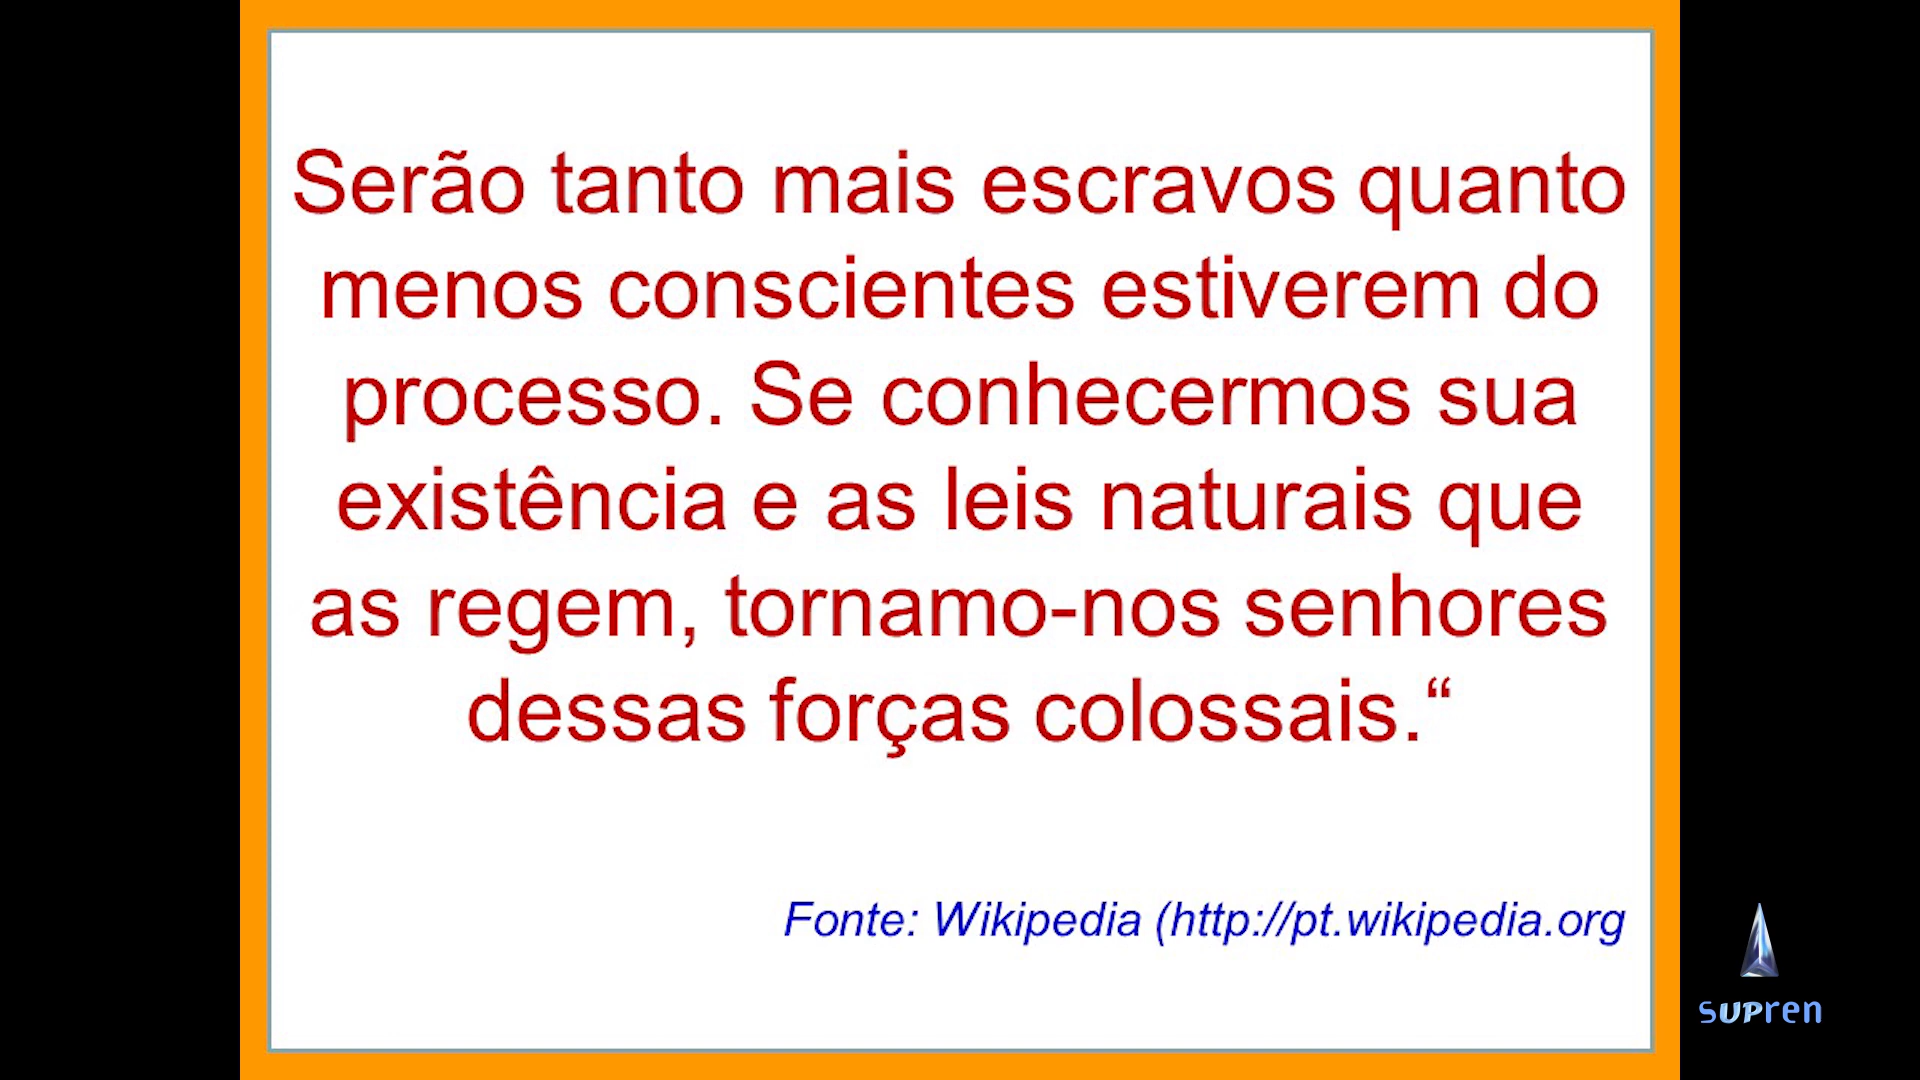 Serão tanto mais escravos quanto
menos conscientes estiverem do
processo. Se conhecermos sua
existência e as leis naturais que
as regem, tornamo-nos senhores
dessas forças colossais.“
Fonte: Wikipedia (http://pt.wikipedia.org
supren